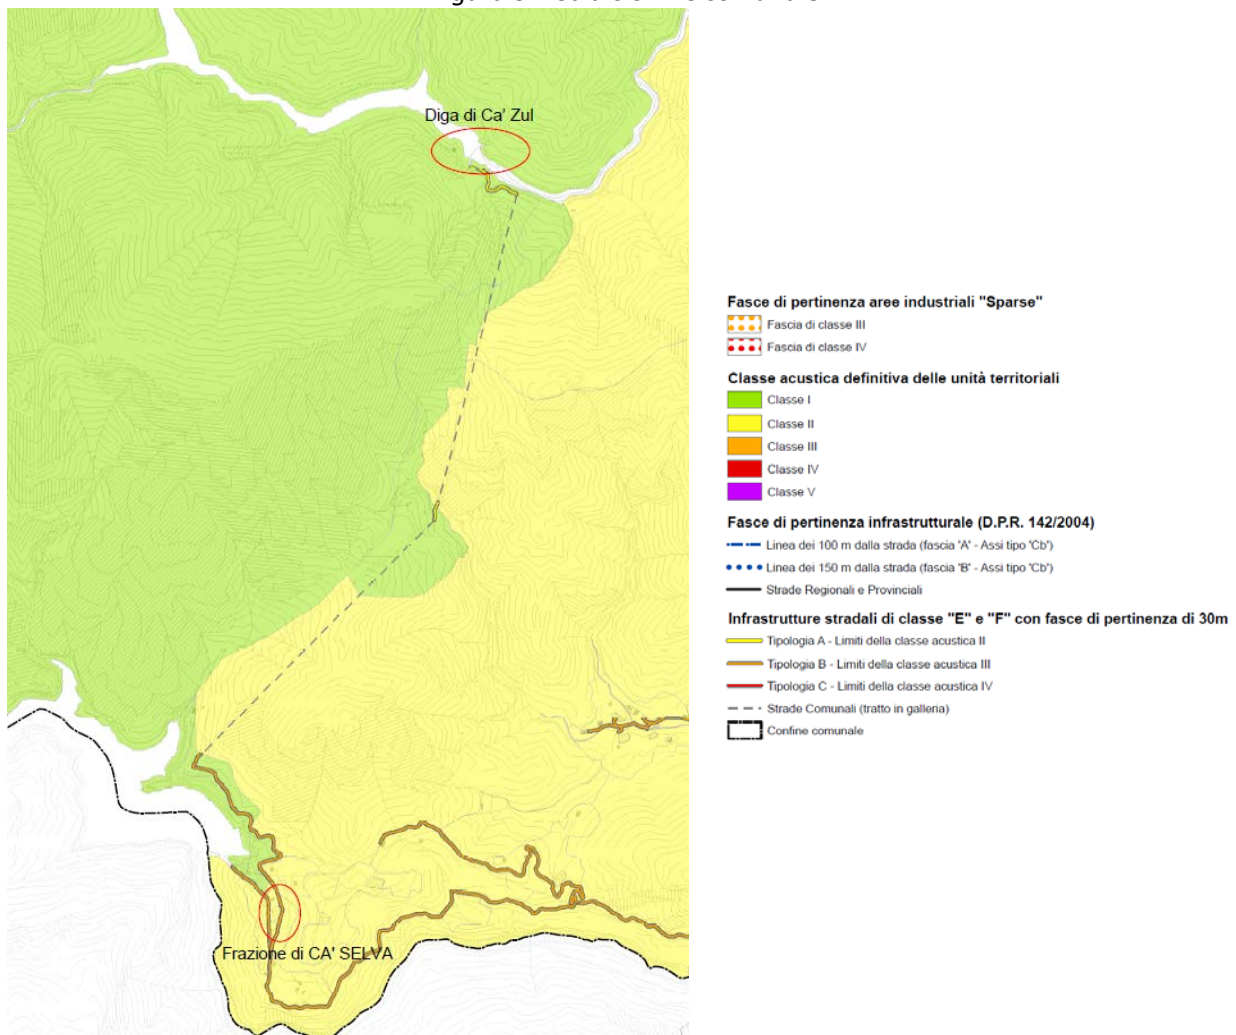 Diga di Ca' Zul
Frazione di CA' SELVA
Fasce di pertinenza aree industriali "Sparse"
Fascia di classe III
Fascia di classe IV
Classe acustica definitiva delle unità territoriali
Classe I
Classe II
Classe III
Classe IV
Classe V
Fasce di pertinenza infrastrutturale (D.P.R. 142/2004)
Linea dei 100 m dalla strada (fascia 'A' - Assi tipo 'Cb')
Linea dei 150 m dalla strada (fascia 'B' - Assi tipo 'Cb')
Strade Regionali e Provinciali
Infrastrutture stradali di classe "E" e "F" con fasce di pertinenza di 30m
Tipologia A - Limiti della classe acustica II
Tipologia B - Limiti della classe acustica III
Tipologia C - Limiti della classe acustica IV
Strade Comunali (tratto in galleria)
Confine comunale